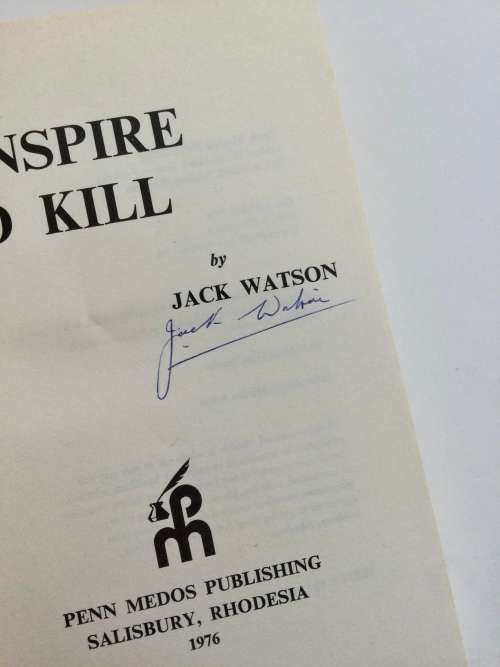 NSPIRE
O KILL
by
JACK WATSON
Jack Watson
PENN MEDOS PUBLISHING
SALISBURY, RHODESIA
1976